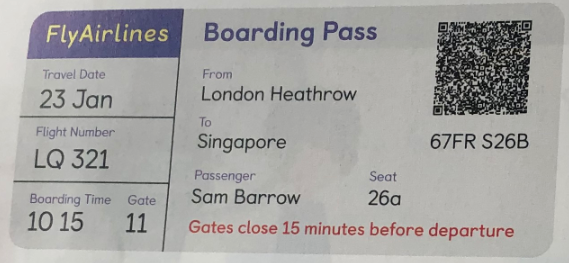 FlyAirlines
Boarding Pass
Travel Date
23 Jan
Flight Number
LQ 321
Boarding Time Gate
10 15 11
From
London Heathrow
To
Singapore
67FR S26B
Passenger Seat
Sam Barrow 26a
Gates close 15 minutes before departure